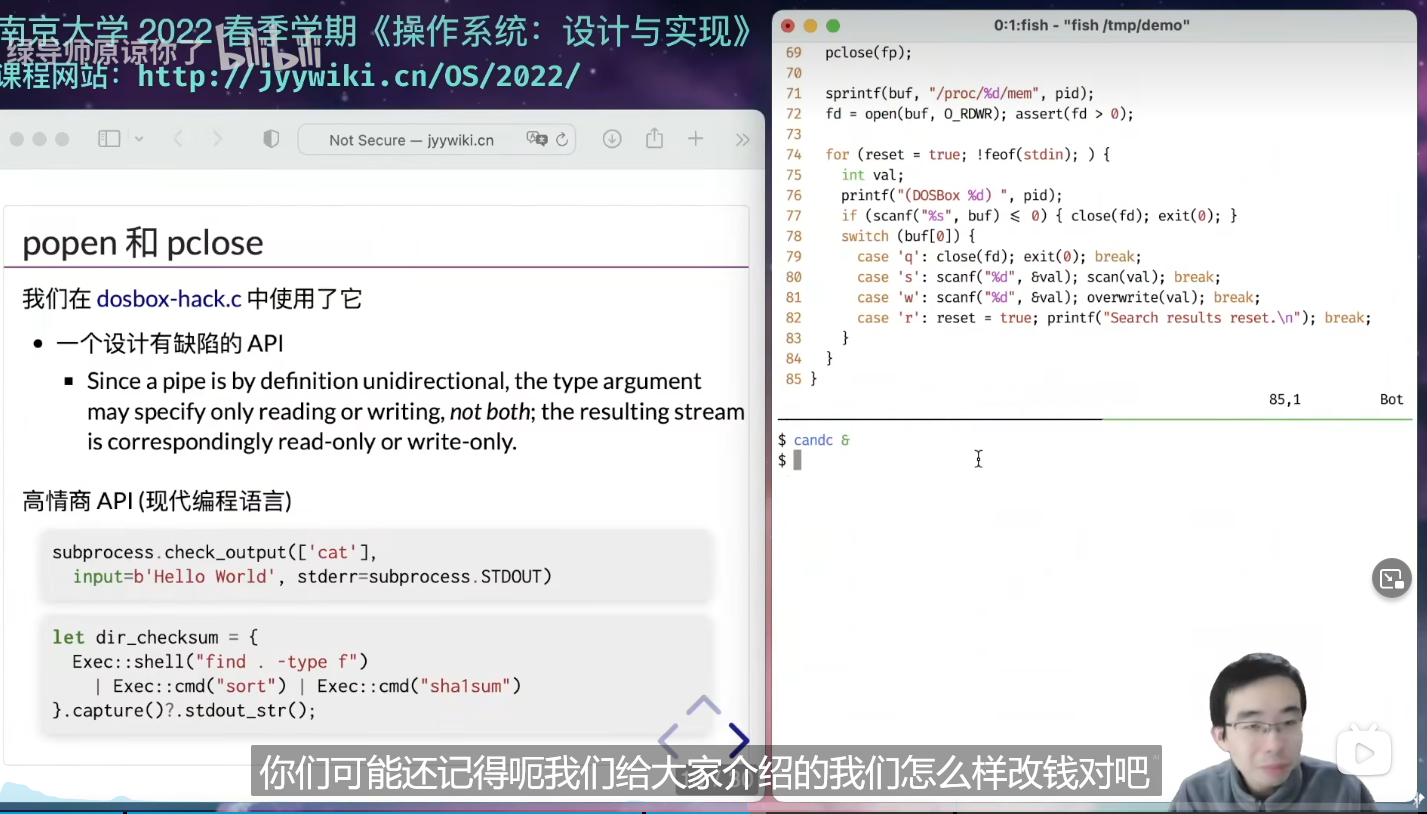 南京大学 2022 春季学期《操作系统：设计与实现》
绿导师原谅你了 bilibili
课程网站：http://jyywiki.cn/OS/2022/
Not Secure — jyywiki.cn
popen 和 pclose
我们在 dosbox-hack.c 中使用了它
• 一个设计有缺陷的 API
▪ Since a pipe is by definition unidirectional, the type argument
may specify only reading or writing, not both; the resulting stream
is correspondingly read-only or write-only.
高情商 API (现代编程语言)
subprocess.check_output(['cat'],
  input=b'Hello World', stderr=subprocess.STDOUT)
let dir_checksum = {
  Exec::shell("find . -type f")
    | Exec::cmd("sort") | Exec::cmd("sha1sum")
}.capture()?.stdout_str();
0:1:fish - "fish /tmp/demo"
69   pclose(fp);
70
71   sprintf(buf, "/proc/%d/mem", pid);
72   fd = open(buf, O_RDWR); assert(fd > 0);
73
74   for (reset = true; !feof(stdin); ) {
75     int val;
76     printf("(DOSBox %d) ", pid);
77     if (scanf("%s", buf) <= 0) { close(fd); exit(0); }
78     switch (buf[0]) {
79       case 'q': close(fd); exit(0); break;
80       case 's': scanf("%d", &val); scan(val); break;
81       case 'w': scanf("%d", &val); overwrite(val); break;
82       case 'r': reset = true; printf("Search results reset.\n"); break;
83     }
84   }
85 }
85,1 Bot
$ candc &
$
你们可能还记得呃我们给大家介绍的我们怎么样改钱对吧